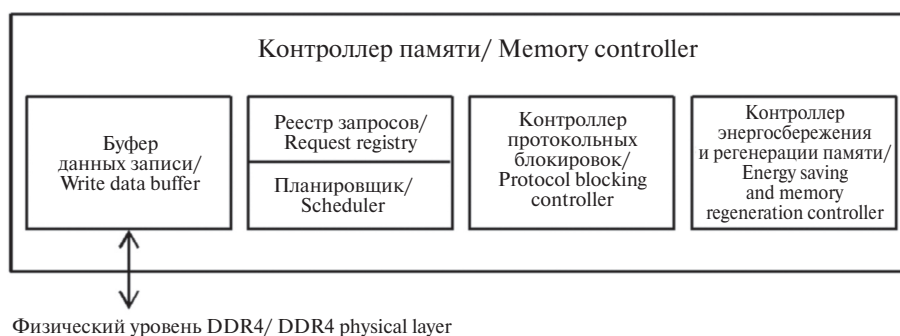 Контроллер памяти/ Memory controller
Буфер
данных записи/
Write data buffer
Реестр запросов/
Request registry
Планировщик/
Scheduler
Контроллер
протокольных
блокировок/
Protocol blocking
controller
Контроллер
энергосбережения
и регенерации памяти/
Energy saving
and memory
regeneration controller
Физический уровень DDR4/ DDR4 physical layer